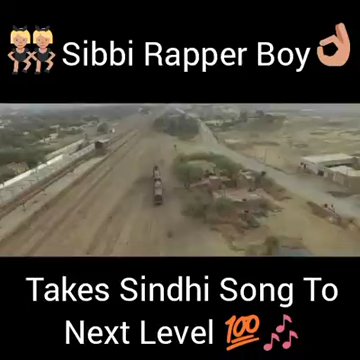 👯Sibbi Rapper Boy👌
Takes Sindhi Song To
Next Level 💯🎶